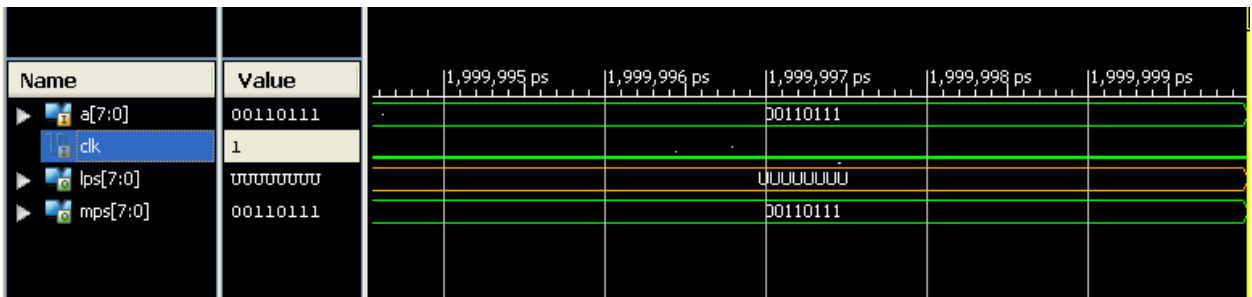 Name Value |1,999,995 ps |1,999,996 ps |1,999,997 ps |1,999,998 ps |1,999,999 ps
a[7:0] 00110111 00110111
clk 1
lps[7:0] UUUUUUUU UUUUUUUU
mps[7:0] 00110111 00110111